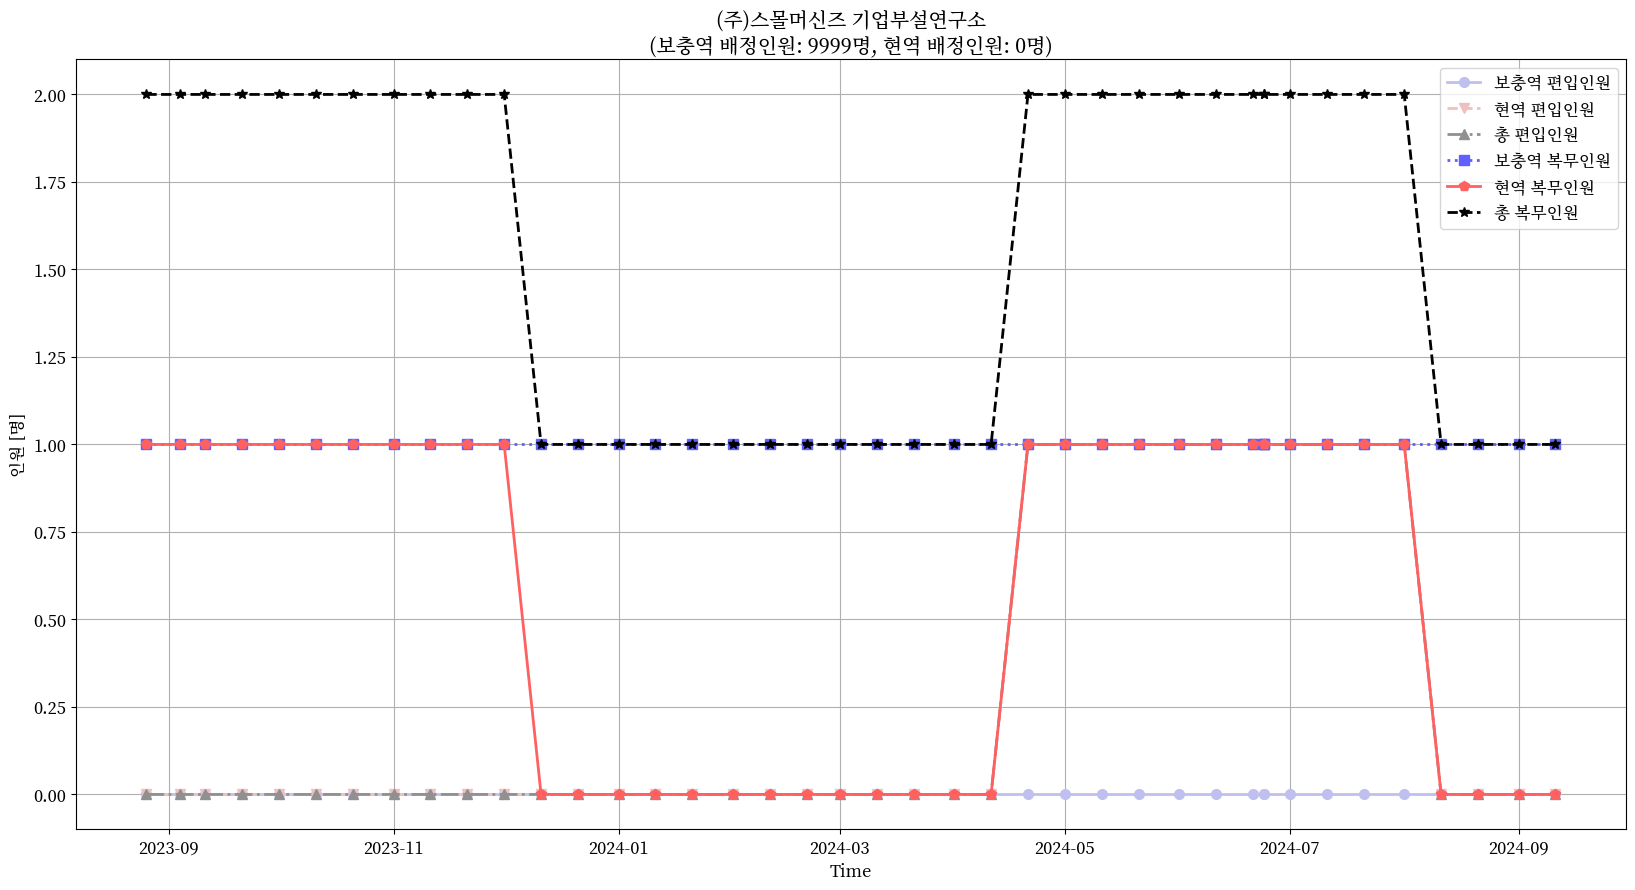 (주)스몰머신즈 기업부설연구소
(보충역 배정인원: 9999명, 현역 배정인원: 0명)
보충역 편입인원
현역 편입인원
총 편입인원
보충역 복무인원
현역 복무인원
총 복무인원
인원 [명]
2.00
1.75
1.50
1.25
1.00
0.75
0.50
0.25
0.00
2023-09
2023-11
2024-01
2024-03
2024-05
2024-07
2024-09
Time